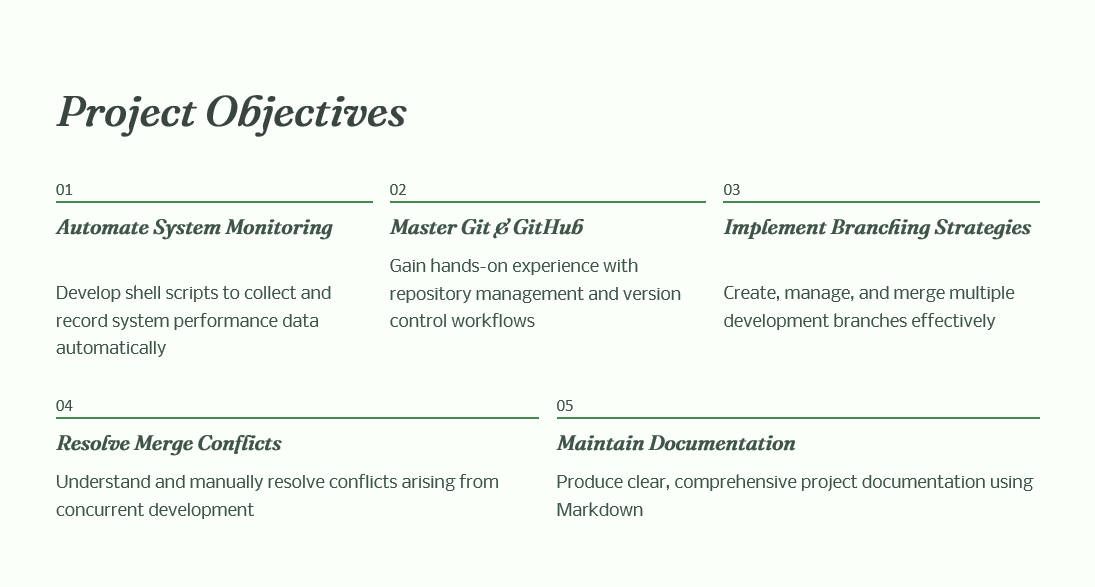 Project Objectives
01
Automate System Monitoring
Develop shell scripts to collect and
record system performance data
automatically
02
Master Git & GitHub
Gain hands-on experience with
repository management and version
control workflows
03
Implement Branching Strategies
Create, manage, and merge multiple
development branches effectively
04
Resolve Merge Conflicts
Understand and manually resolve conflicts arising from
concurrent development
05
Maintain Documentation
Produce clear, comprehensive project documentation using
Markdown